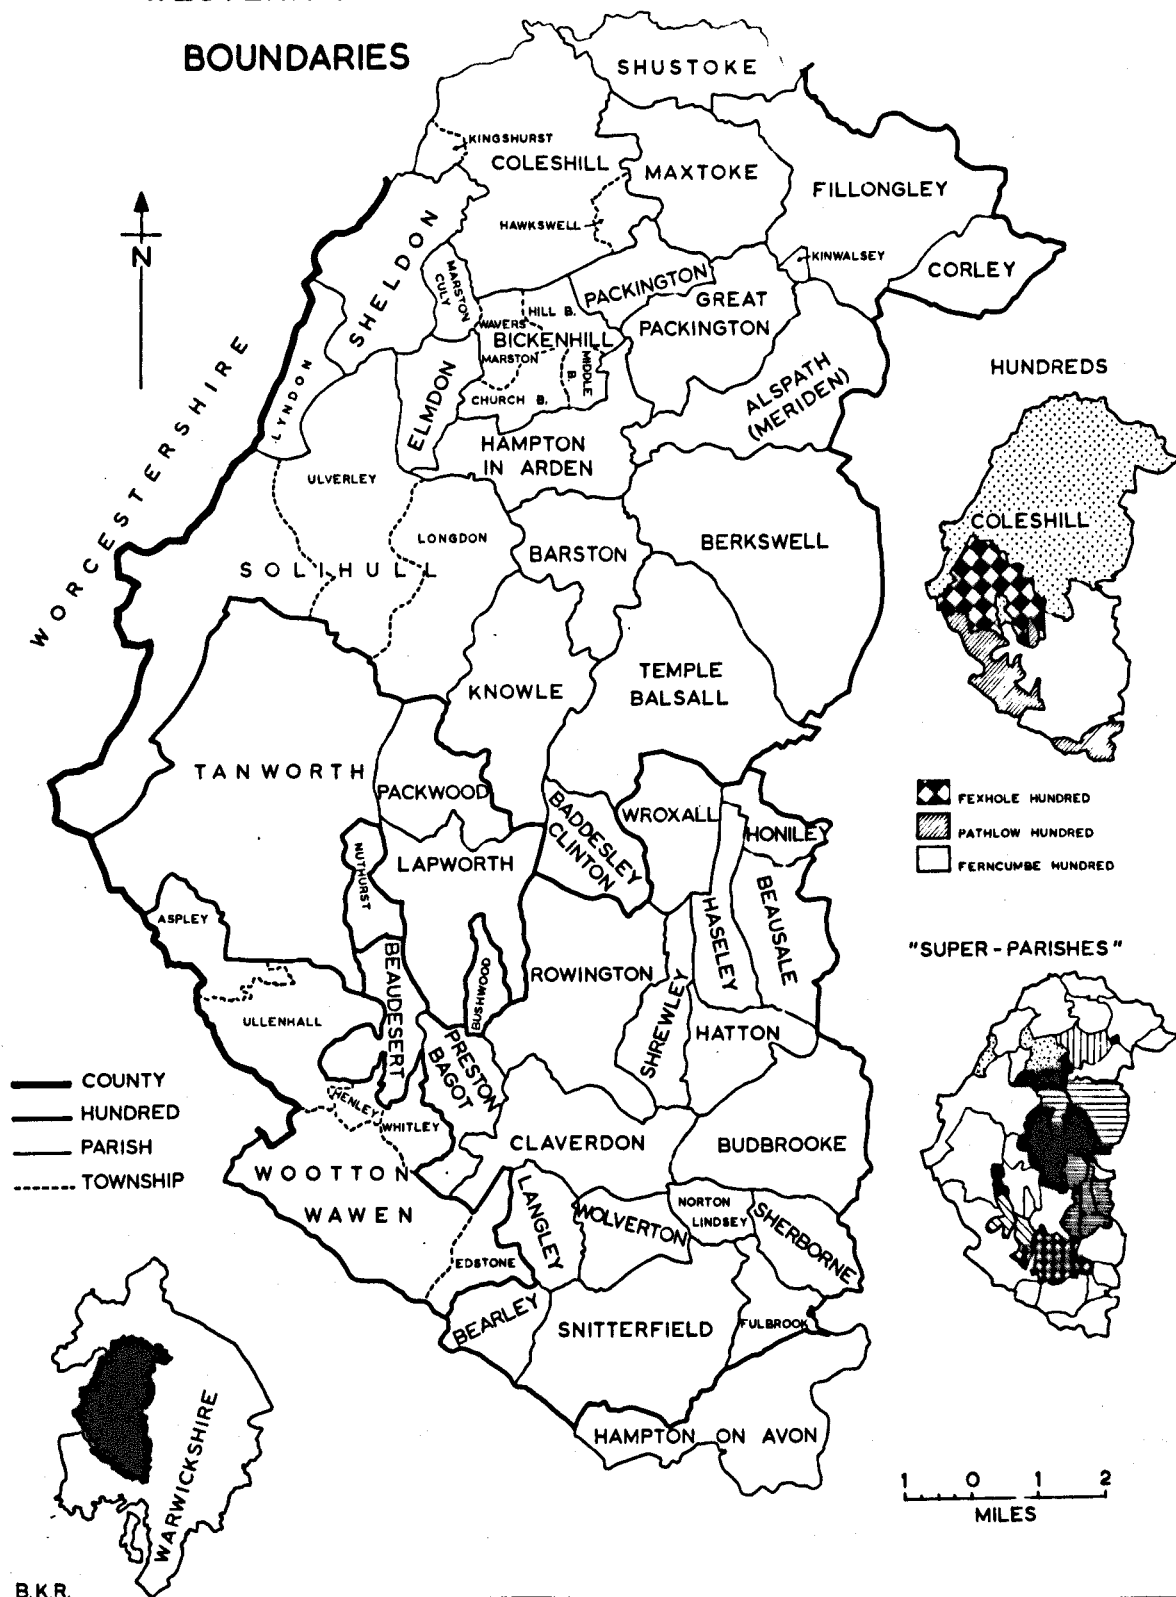 BOUNDARIES
SHUSTOKE
KINGSHURST
COLESHILL
MAXTOKE
FILLONGLEY
HAWKSWELL
KINWALSEY
CORLEY
N
SHELDON
MARSTON
CULY
PACKINGTON
GREAT
PACKINGTON
HILL B.
WAVERS
BICKENHILL
MARSTON
MIDDLE
B.
CHURCH B.
ALSPATH
(MERIDEN)
LYNDON
ELMDON
HAMPTON
IN ARDEN
WORCESTERSHIRE
ULVERLEY
LONGDON
SOLIHULL
BARSTON
BERKSWELL
KNOWLE
TEMPLE
BALSALL
TANWORTH
PACKWOOD
BADDESLEY
CLINTON
WROXALL
HONILEY
NUTHURST
LAPWORTH
ASPLEY
HASELEY
BEAUSALE
ROWINGTON
BUSHWOOD
BEAUDESERT
ULLENHALL
SHREWLEY
HATTON
PRESTON
BAGOT
HENLEY
WHITLEY
CLAVERDON
BUDBROOKE
WOOTTON
WAWEN
LANGLEY
WOLVERTON
NORTON
LINDSEY
SHERBORNE
EDSTONE
BEARLEY
SNITTERFIELD
FULBROOK
HAMPTON ON AVON
HUNDREDS
COLESHILL
FEXHOLE HUNDRED
PATHLOW HUNDRED
FERNCUMBE HUNDRED
"SUPER-PARISHES"
COUNTY
HUNDRED
PARISH
TOWNSHIP
WARWICKSHIRE
1 0 1 2
MILES
B.K.R.